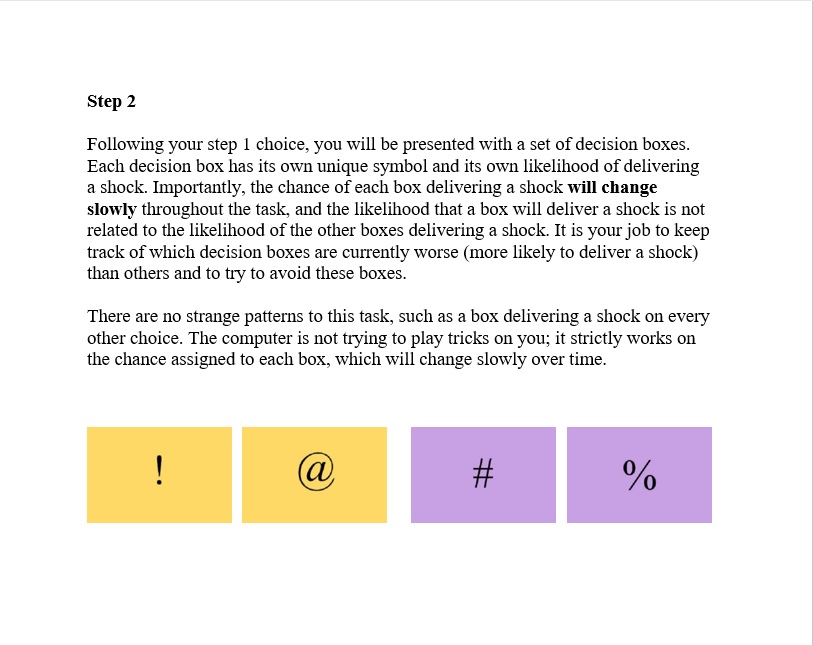 Step 2
Following your step 1 choice, you will be presented with a set of decision boxes.
Each decision box has its own unique symbol and its own likelihood of delivering
a shock. Importantly, the chance of each box delivering a shock will change
slowly throughout the task, and the likelihood that a box will deliver a shock is not
related to the likelihood of the other boxes delivering a shock. It is your job to keep
track of which decision boxes are currently worse (more likely to deliver a shock)
than others and to try to avoid these boxes.
There are no strange patterns to this task, such as a box delivering a shock on every
other choice. The computer is not trying to play tricks on you; it strictly works on
the chance assigned to each box, which will change slowly over time.
! @ # %